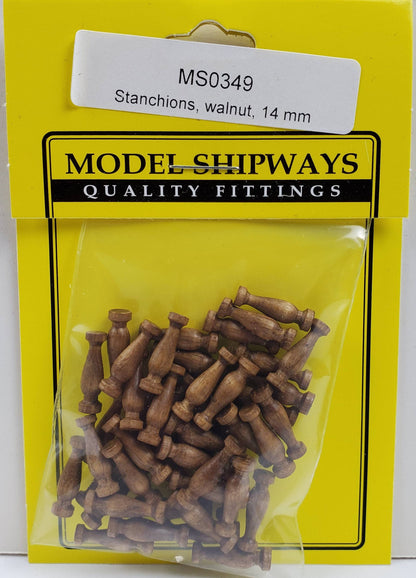 MS0349
Stanchions, walnut, 14 mm
MODEL SHIPWAYS
QUALITY FITTINGS